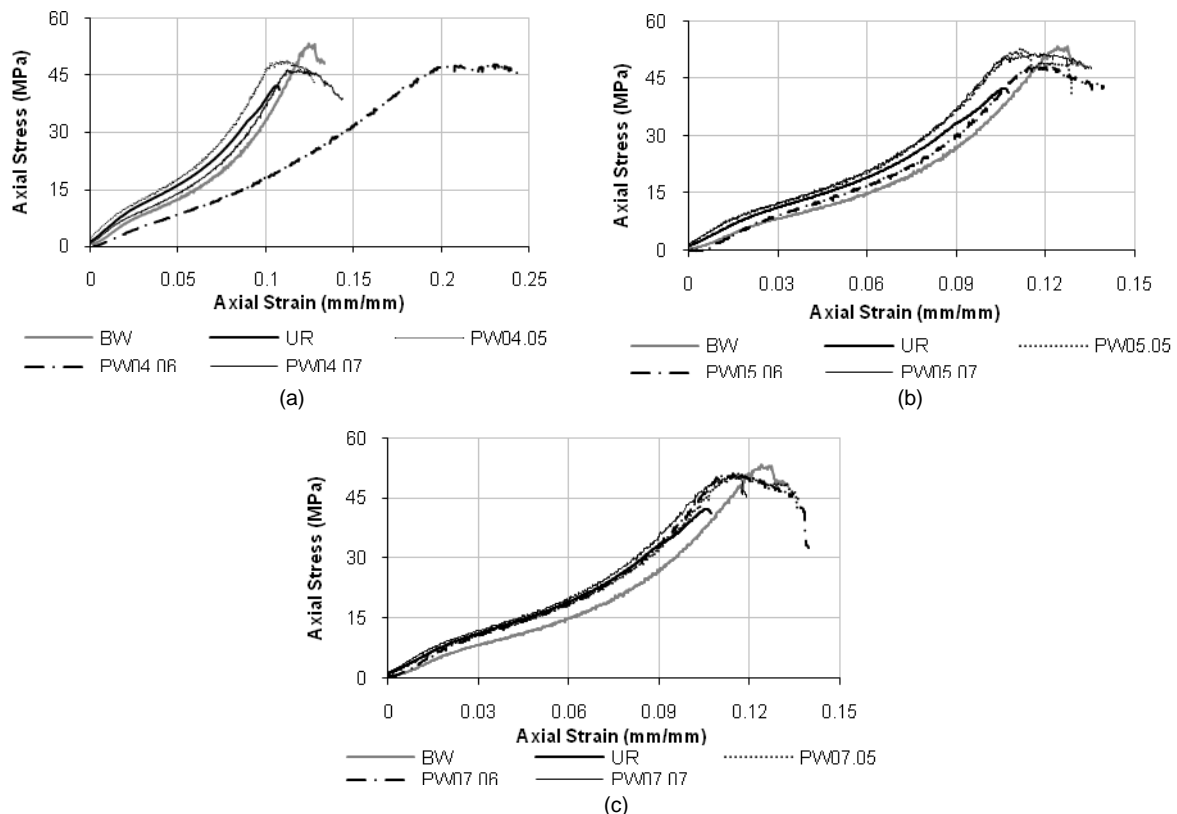 Axial Stress (MPa)
60
45
30
15
0
0 0.05 0.1 0.15 0.2 0.25
Axial Strain (mm/mm)
BW UR PW04.05
PW04.06 PW04.07
(a)
Axial Stress (MPa)
60
45
30
15
0
0 0.03 0.06 0.09 0.12 0.15
Axial Strain (mm/mm)
BW UR PW05.05
PW05.06 PW05.07
(b)
Axial Stress (MPa)
60
45
30
15
0
0 0.03 0.06 0.09 0.12 0.15
Axial Strain (mm/mm)
BW UR PW07.05
PW07.06 PW07.07
(c)